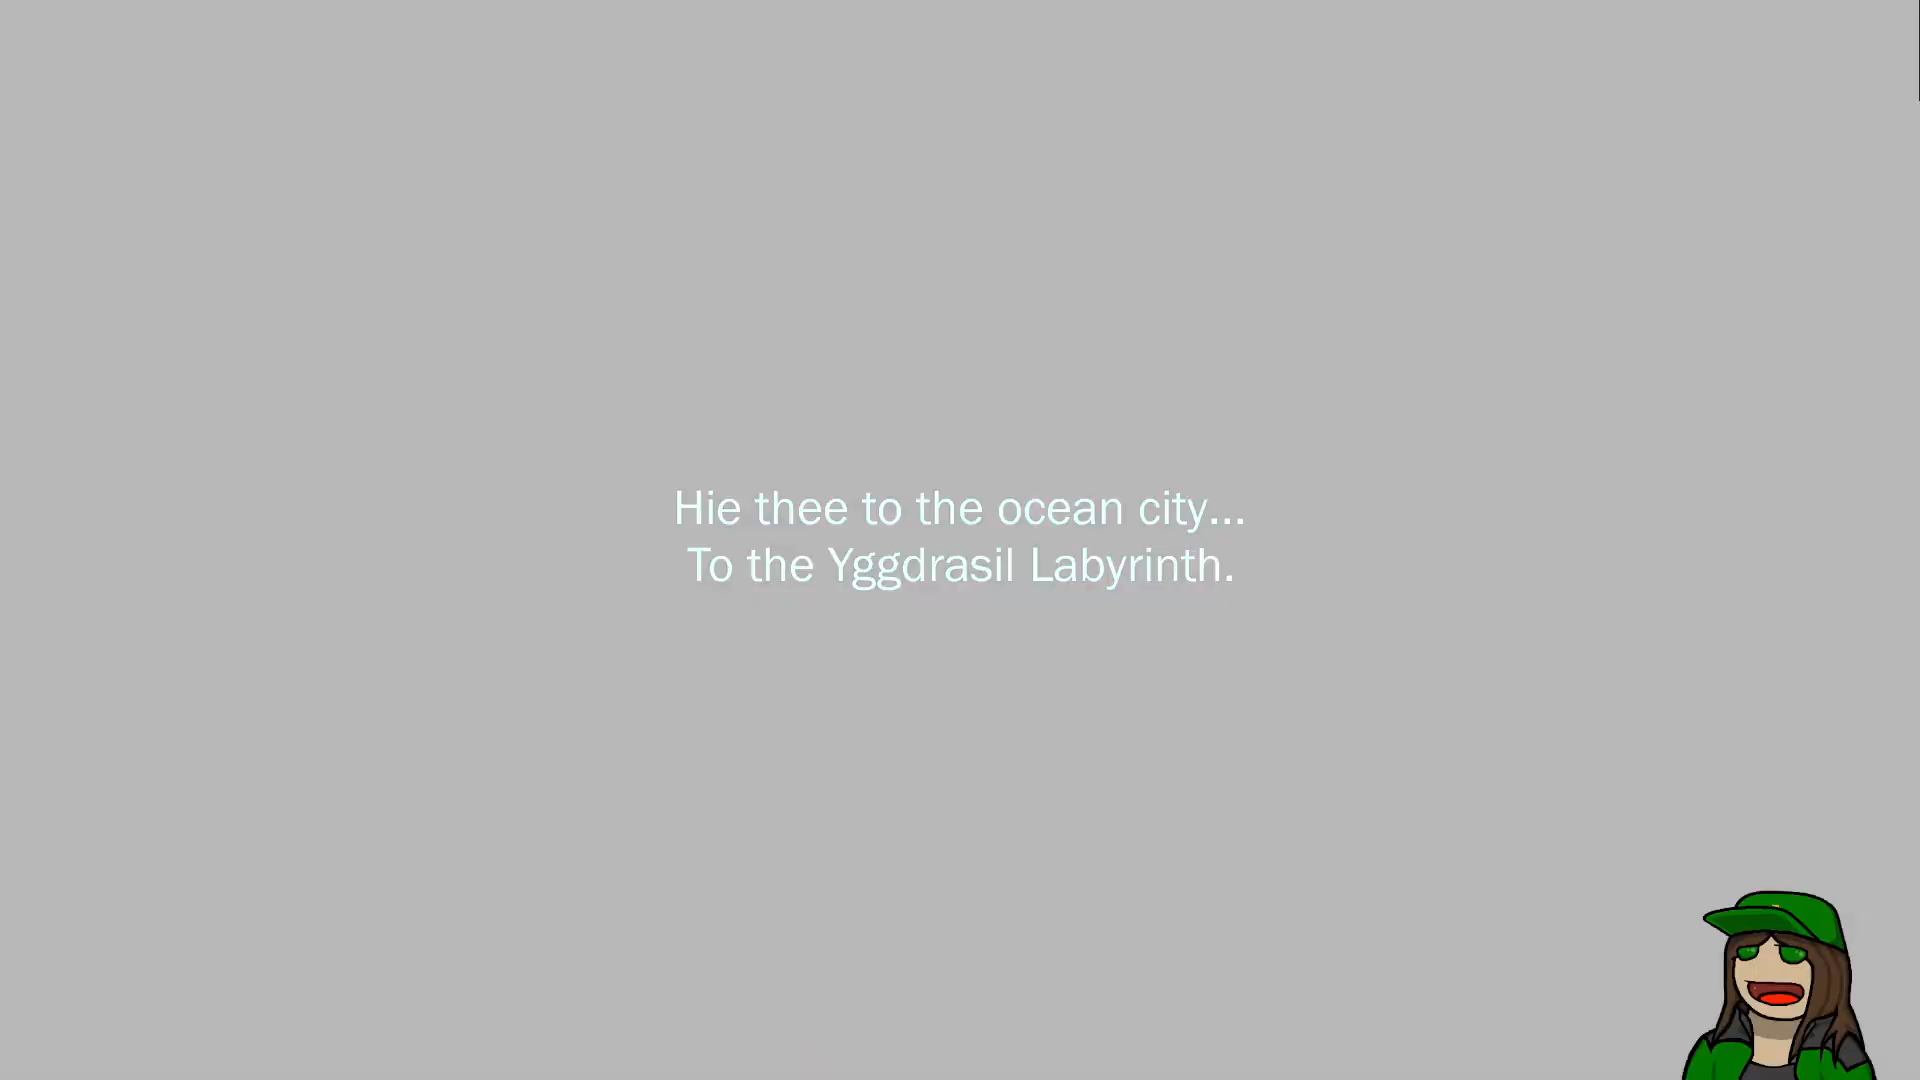 Hie thee to the ocean city...
To the Yggdrasil Labyrinth.